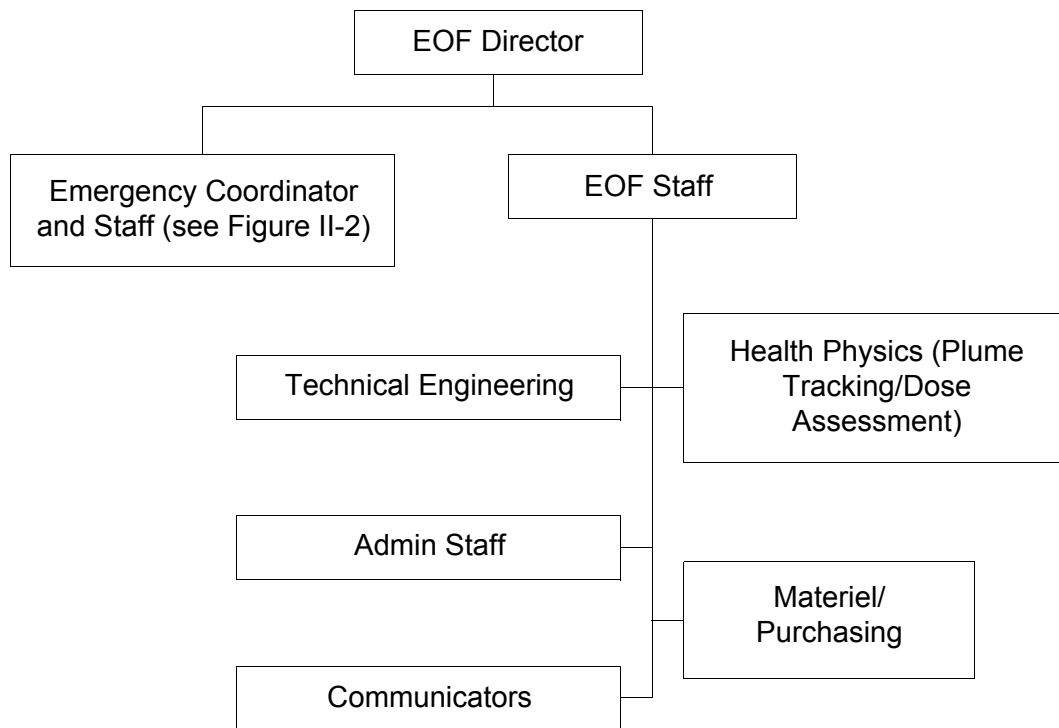 EOF Director
Emergency Coordinator
and Staff (see Figure II-2)
EOF Staff
Technical Engineering
Health Physics (Plume
Tracking/Dose
Assessment)
Admin Staff
Materiel/
Purchasing
Communicators